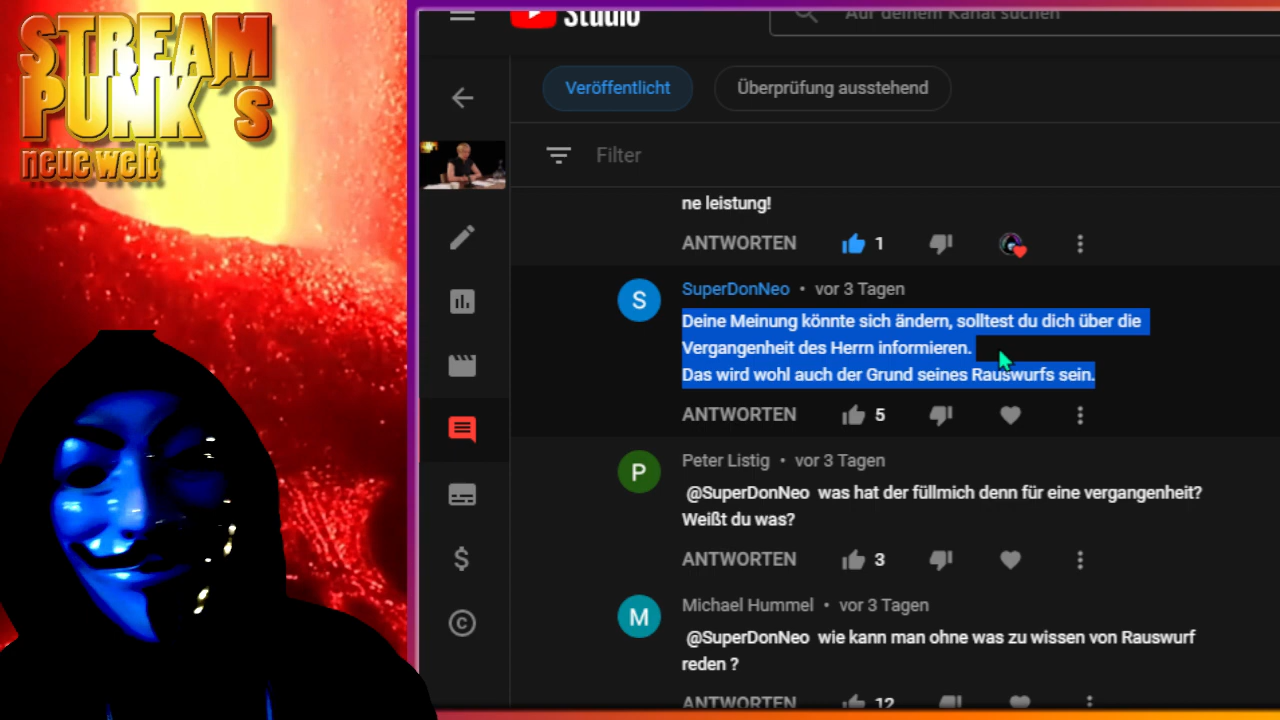 STREAM
PUNK´s
neue welt
Studio
Auf deinem Kanal suchen
Veröffentlicht
Überprüfung ausstehend
Filter
ne leistung!
ANTWORTEN 1
S SuperDonNeo • vor 3 Tagen
Deine Meinung könnte sich ändern, solltest du dich über die
Vergangenheit des Herrn informieren.
Das wird wohl auch der Grund seines Rauswurfs sein.
ANTWORTEN 5
P Peter Listig • vor 3 Tagen
@SuperDonNeo was hat der füllmich denn für eine vergangenheit?
Weißt du was?
ANTWORTEN 3
M Michael Hummel • vor 3 Tagen
@SuperDonNeo wie kann man ohne was zu wissen von Rauswurf
reden ?
ANTWORTEN 12